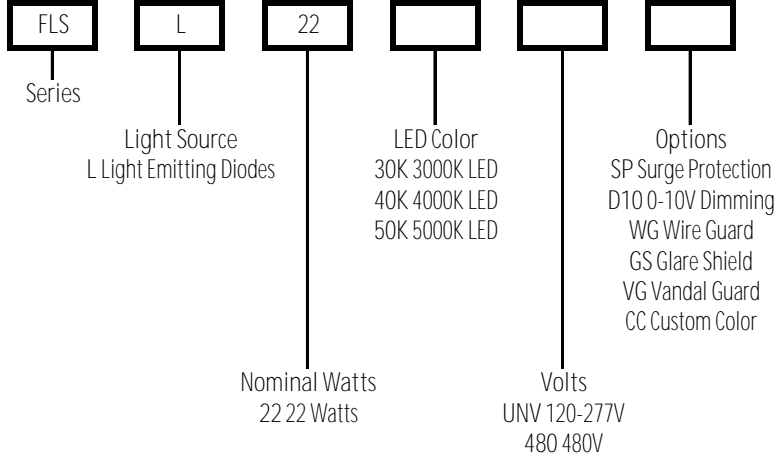 FLS L 22
Series
Light Source
L Light Emitting Diodes
LED Color
30K 3000K LED
40K 4000K LED
50K 5000K LED
Options
SP Surge Protection
D10 0-10V Dimming
WG Wire Guard
GS Glare Shield
VG Vandal Guard
CC Custom Color
Nominal Watts
22 22 Watts
Volts
UNV 120-277V
480 480V